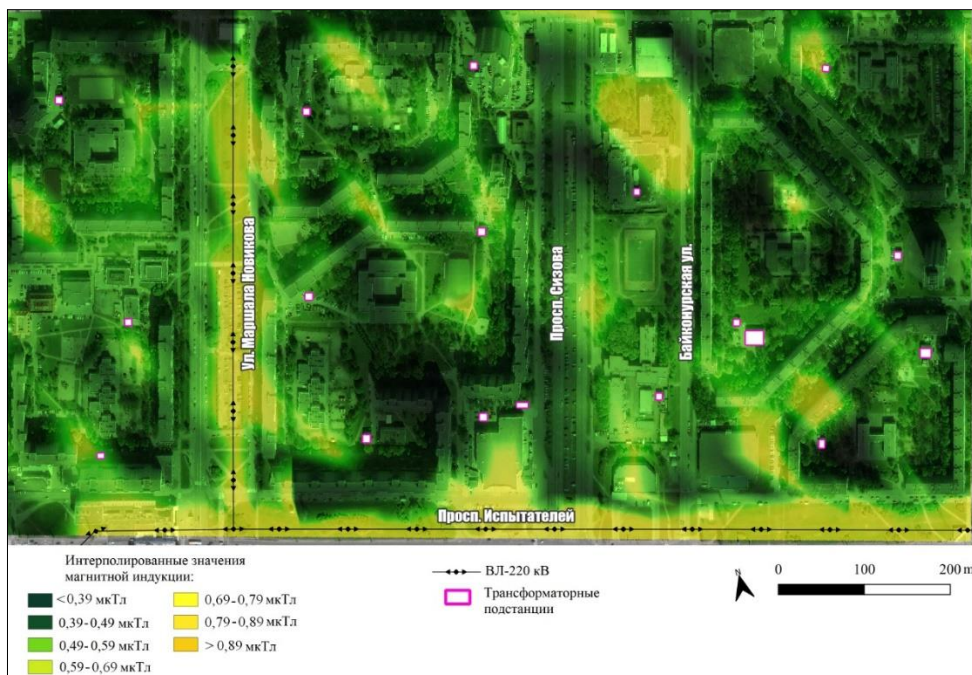 ул. Маршала Новикова
Просп. Сизова
Байконурская ул.
Просп. Испытателей
Интерполированные значения
магнитной индукции:
<0,39 мкТл
0,39-0,49 мкТл
0,49-0,59 мкТл
0,59-0,69 мкТл
0,69-0,79 мкТл
0,79-0,89 мкТл
> 0,89 мкТл
ВЛ-220 кВ
Трансформаторные
подстанции
N
0 100 200 m